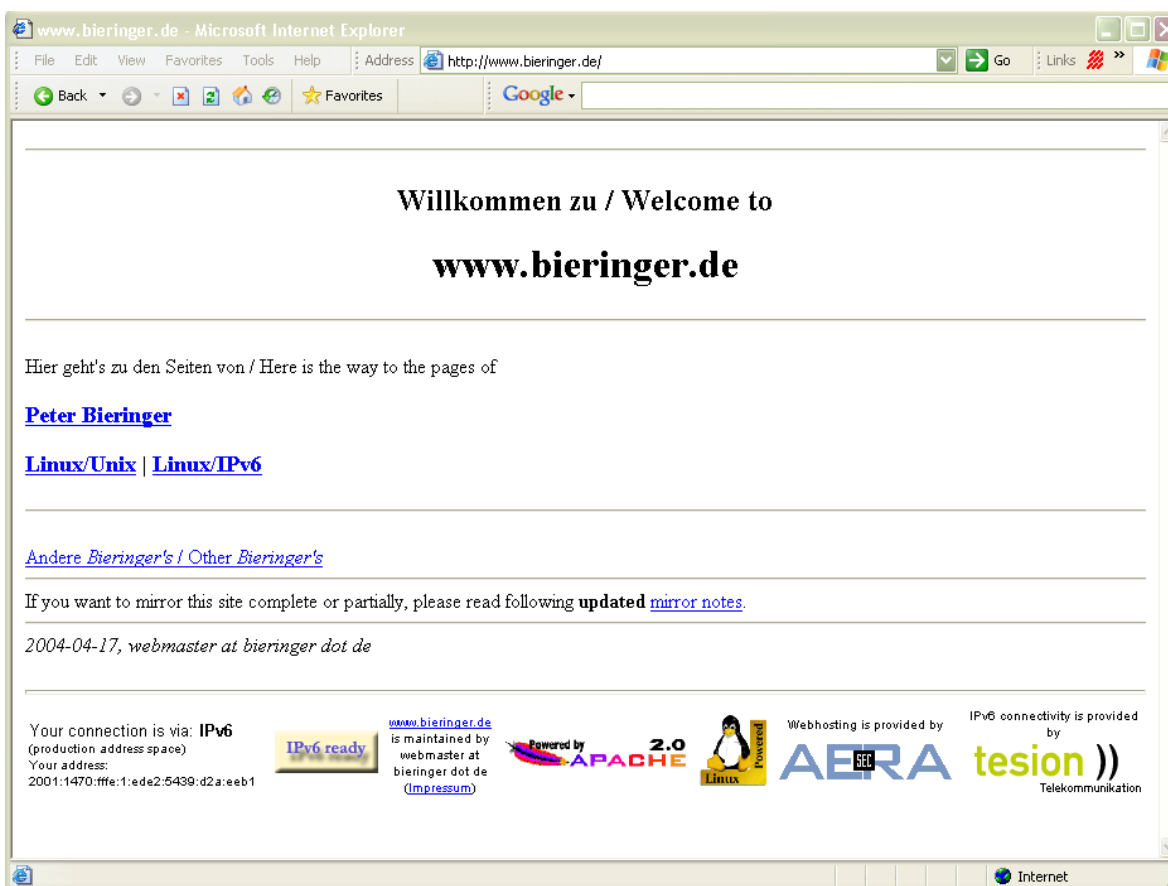 www.bieringer.de - Microsoft Internet Explorer
File Edit View Favorites Tools Help Address http://www.bieringer.de/ Go Links »
Back Favorites Google
Willkommen zu / Welcome to
www.bieringer.de
Hier geht's zu den Seiten von / Here is the way to the pages of
Peter Bieringer
Linux/Unix | Linux/IPv6
Andere Bieringer's / Other Bieringer's
If you want to mirror this site complete or partially, please read following updated mirror notes.
2004-04-17, webmaster at bieringer dot de
Your connection is via: IPv6
(production address space)
Your address:
2001:1470:fffe:1:ede2:5439:d2a:eeb1
IPv6 ready
www.bieringer.de
is maintained by
webmaster at
bieringer dot de
(Impressum)
Powered by 2.0
APACHE
Linux Powered
Webhosting is provided by
AERA SEC
IPv6 connectivity is provided
by
tesion ))
Telekommunikation
Internet